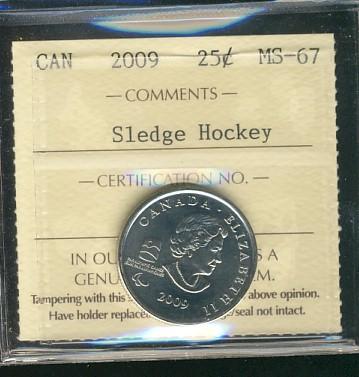 CAN 2009 25¢ MS-67
— COMMENTS —
Sledge Hockey
— CERTIFICATION NO. —
CANADA · ELIZABETH II
2009
IN OU S A
GENU M.
Tampering with this above opinion.
Have holder replace /seal not intact.